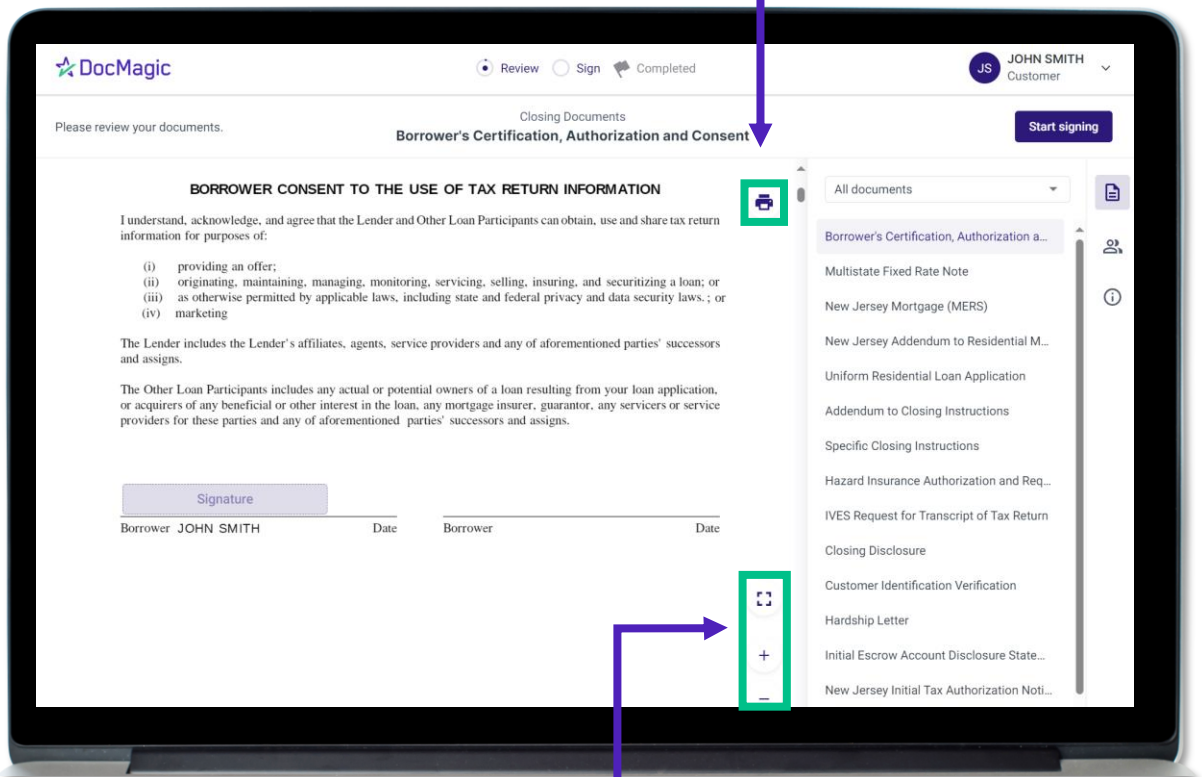 DocMagic
Review Sign Completed
JS
JOHN SMITH
Customer
Please review your documents.
Closing Documents
Borrower's Certification, Authorization and Consent
Start signing
BORROWER CONSENT TO THE USE OF TAX RETURN INFORMATION
I understand, acknowledge, and agree that the Lender and Other Loan Participants can obtain, use and share tax return
information for purposes of:
(i) providing an offer;
(ii) originating, maintaining, managing, monitoring, servicing, selling, insuring, and securitizing a loan; or
(iii) as otherwise permitted by applicable laws, including state and federal privacy and data security laws. ; or
(iv) marketing
The Lender includes the Lender's affiliates, agents, service providers and any of aforementioned parties' successors
and assigns.
The Other Loan Participants includes any actual or potential owners of a loan resulting from your loan application,
or acquirers of any beneficial or other interest in the loan, any mortgage insurer, guarantor, any servicers or service
providers for these parties and any of aforementioned parties' successors and assigns.
Signature
Borrower JOHN SMITH Date Borrower Date
All documents
Borrower's Certification, Authorization a...
Multistate Fixed Rate Note
New Jersey Mortgage (MERS)
New Jersey Addendum to Residential M...
Uniform Residential Loan Application
Addendum to Closing Instructions
Specific Closing Instructions
Hazard Insurance Authorization and Req...
IVES Request for Transcript of Tax Return
Closing Disclosure
Customer Identification Verification
Hardship Letter
Initial Escrow Account Disclosure State...
New Jersey Initial Tax Authorization Noti...